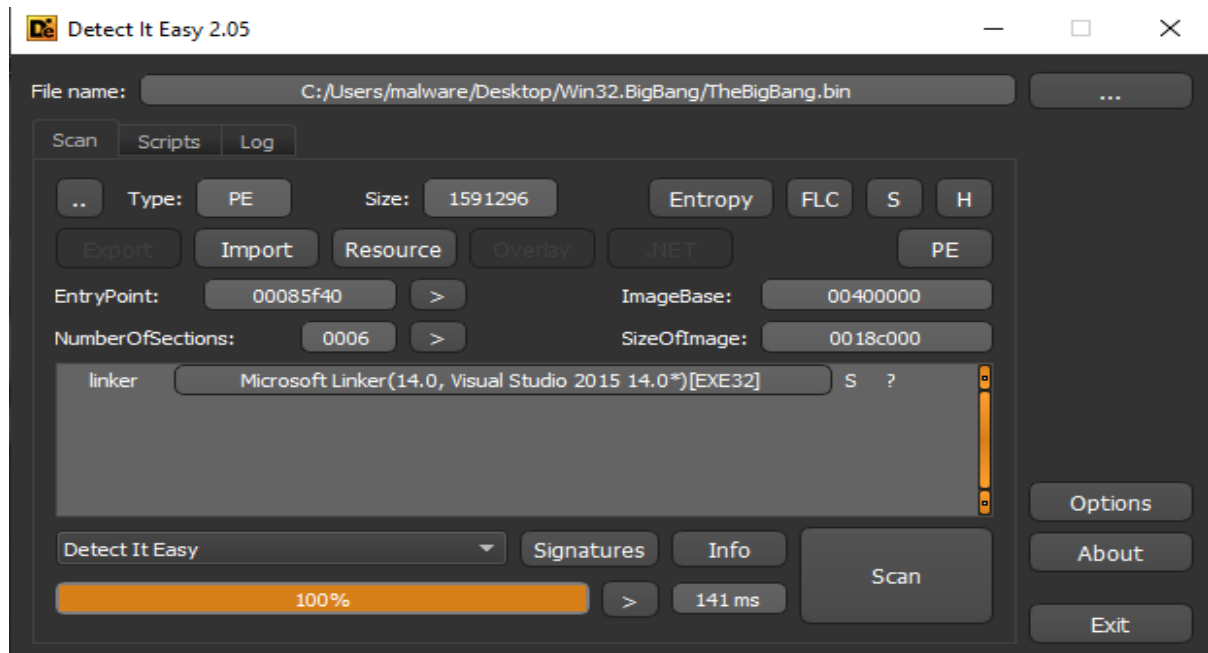 Detect It Easy 2.05
File name: C:/Users/malware/Desktop/Win32.BigBang/TheBigBang.bin ...
Scan Scripts Log
.. Type: PE Size: 1591296 Entropy FLC S H
Export Import Resource Overlay .NET PE
EntryPoint: 00085f40 > ImageBase: 00400000
NumberOfSections: 0006 > SizeOfImage: 0018c000
linker Microsoft Linker(14.0, Visual Studio 2015 14.0*)[EXE32] S ?
Options
Detect It Easy Signatures Info About
Scan
100% > 141 ms
Exit